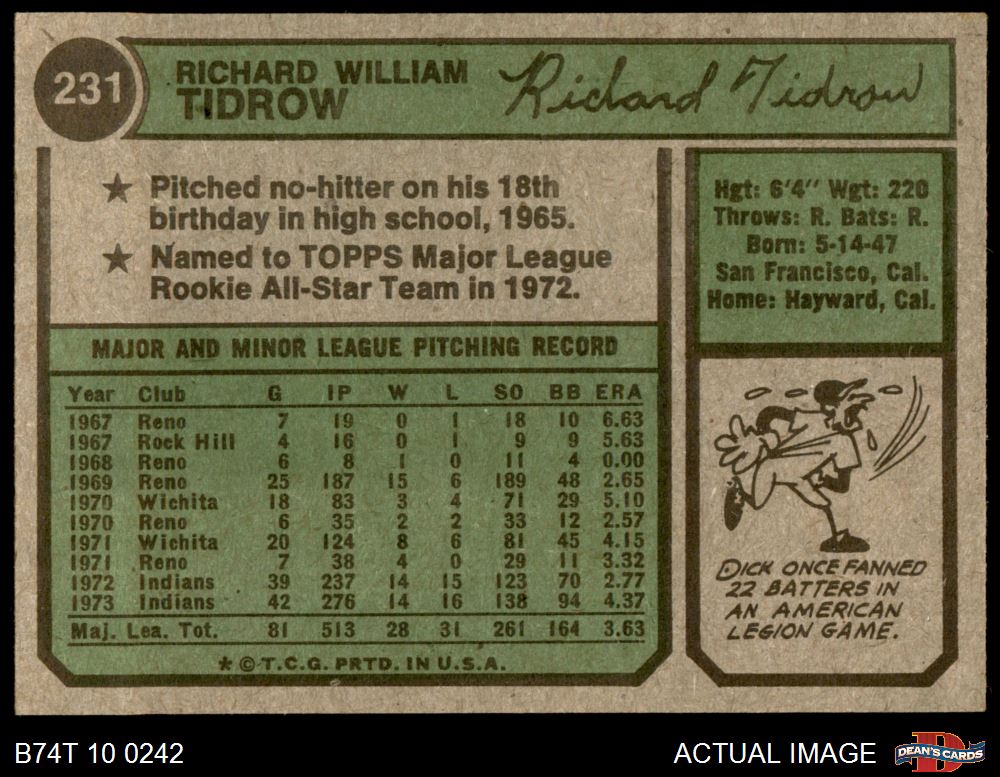 231
RICHARD WILLIAM
TIDROW
Richard Tidrow
★ Pitched no-hitter on his 18th
birthday in high school, 1965.
★ Named to TOPPS Major League
Rookie All-Star Team in 1972.
Hgt: 6'4" Wgt: 220
Throws: R. Bats: R.
Born: 5-14-47
San Francisco, Cal.
Home: Hayward, Cal.
MAJOR AND MINOR LEAGUE PITCHING RECORD
Year Club G IP W L SO BB ERA
1967 Reno 7 19 0 1 18 10 6.63
1967 Rock Hill 4 16 0 1 9 9 5.63
1968 Reno 6 8 1 0 11 4 0.00
1969 Reno 25 187 15 6 189 48 2.65
1970 Wichita 18 83 3 4 71 29 5.10
1970 Reno 6 35 2 2 33 12 2.57
1971 Wichita 20 124 8 6 81 45 4.15
1971 Reno 7 38 4 0 29 11 3.32
1972 Indians 39 237 14 15 123 70 2.77
1973 Indians 42 276 14 16 138 94 4.37
Maj. Lea. Tot. 81 513 28 31 261 164 3.63
★ © T.C.G. PRTD. IN U.S.A.
DICK ONCE FANNED
22 BATTERS IN
AN AMERICAN
LEGION GAME.
B74T 10 0242
ACTUAL IMAGE
D
DEAN'S CARDS